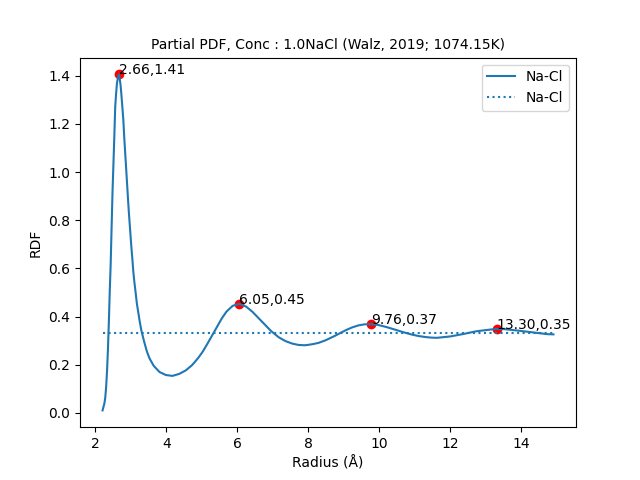 Partial PDF, Conc : 1.0NaCl (Walz, 2019; 1074.15K)
2.66,1.41
Na-Cl
Na-Cl
6.05,0.45
9.76,0.37
13.30,0.35
RDF
1.4
1.2
1.0
0.8
0.6
0.4
0.2
0.0
2 4 6 8 10 12 14
Radius (Å)